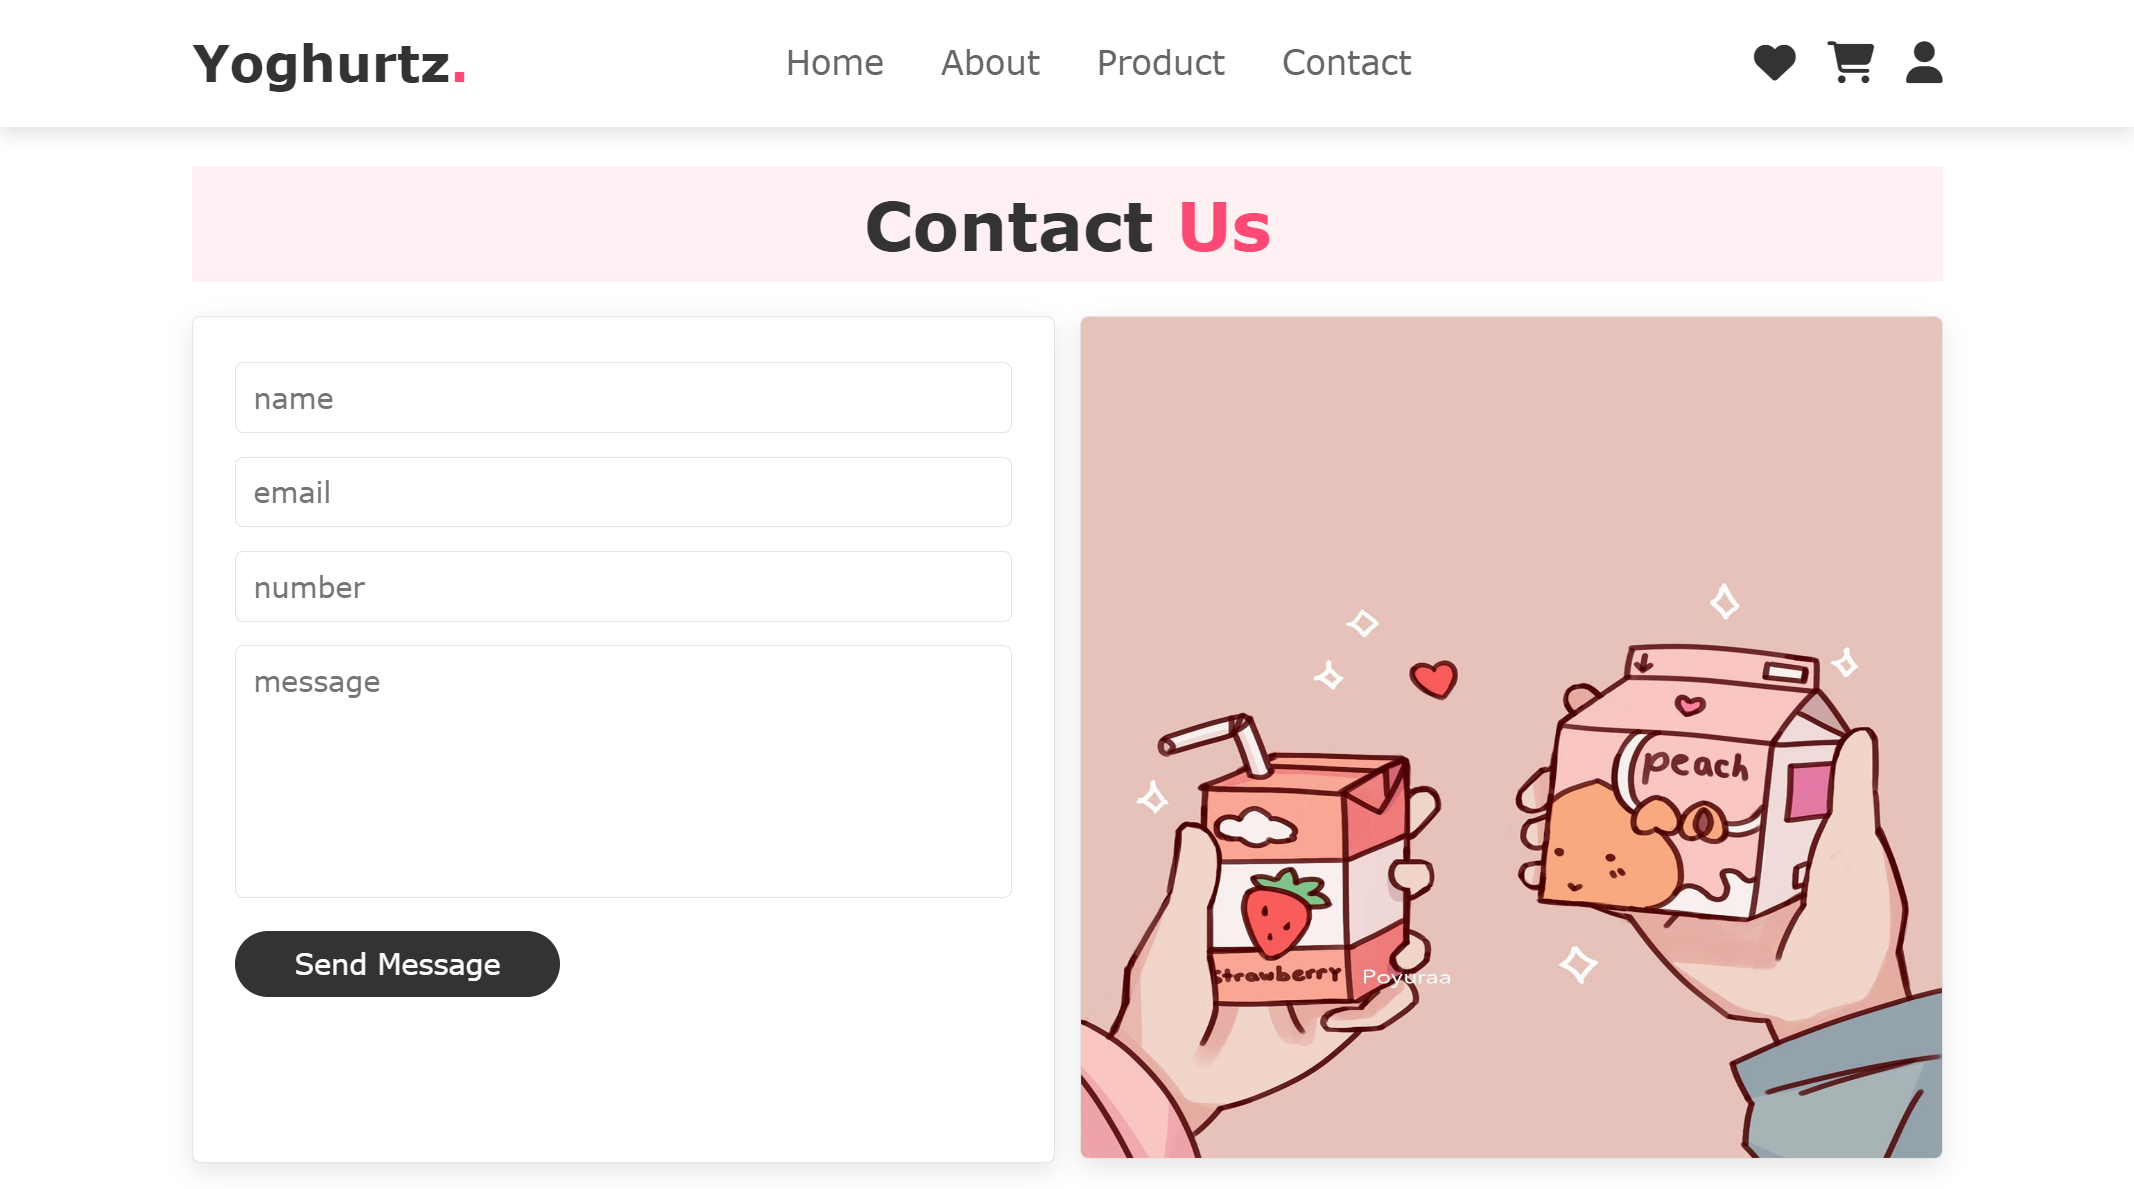 Yoghurtz.
Home About Product Contact
Contact Us
name
email
number
message
Send Message
peach
strawberry
Poyuraa